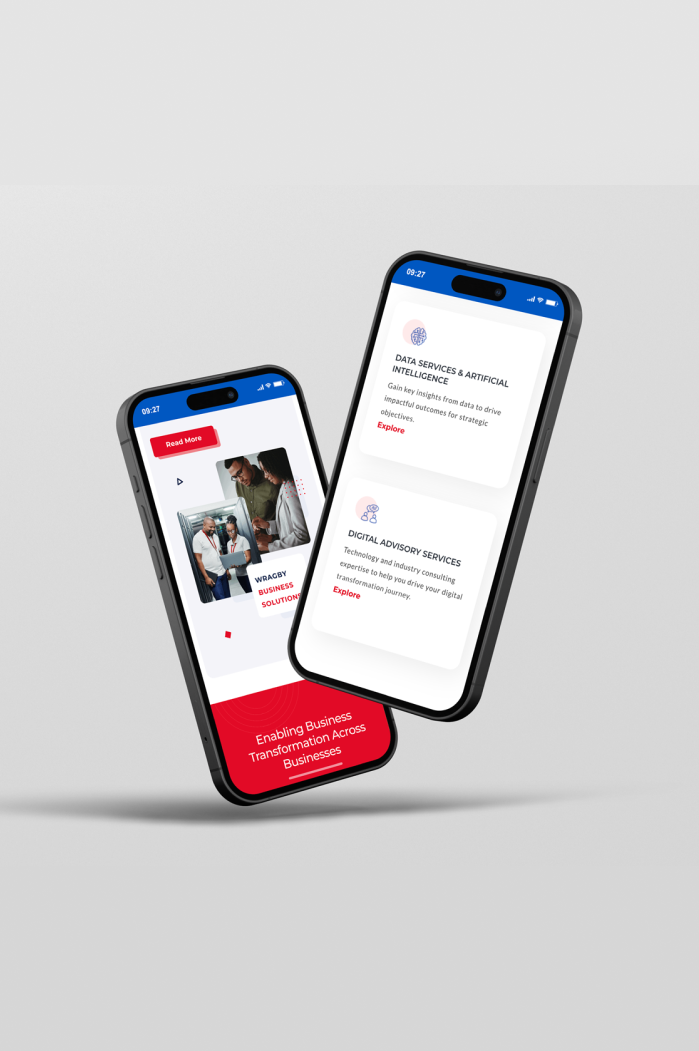 09:27
Read More
WRAGBY
BUSINESS
SOLUTIONS
Enabling Business
Transformation Across
Businesses
09:27
DATA SERVICES & ARTIFICIAL
INTELLIGENCE
Gain key insights from data to drive
impactful outcomes for strategic
objectives.
Explore
DIGITAL ADVISORY SERVICES
Technology and industry consulting
expertise to help you drive your digital
transformation journey.
Explore